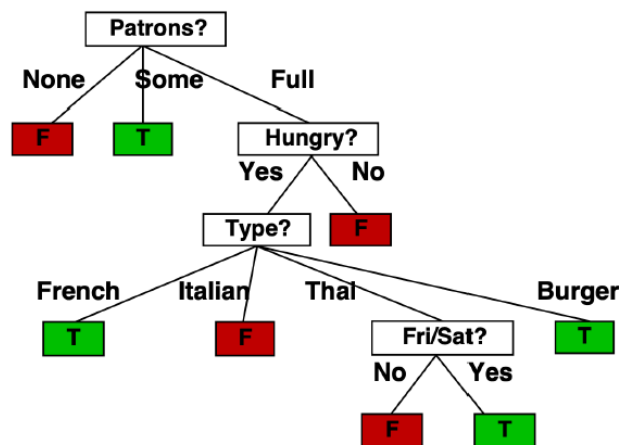 Patrons?
None Some Full
F T Hungry?
Yes No
Type? F
French Italian Thai Burger
T F Fri/Sat? T
No Yes
F T